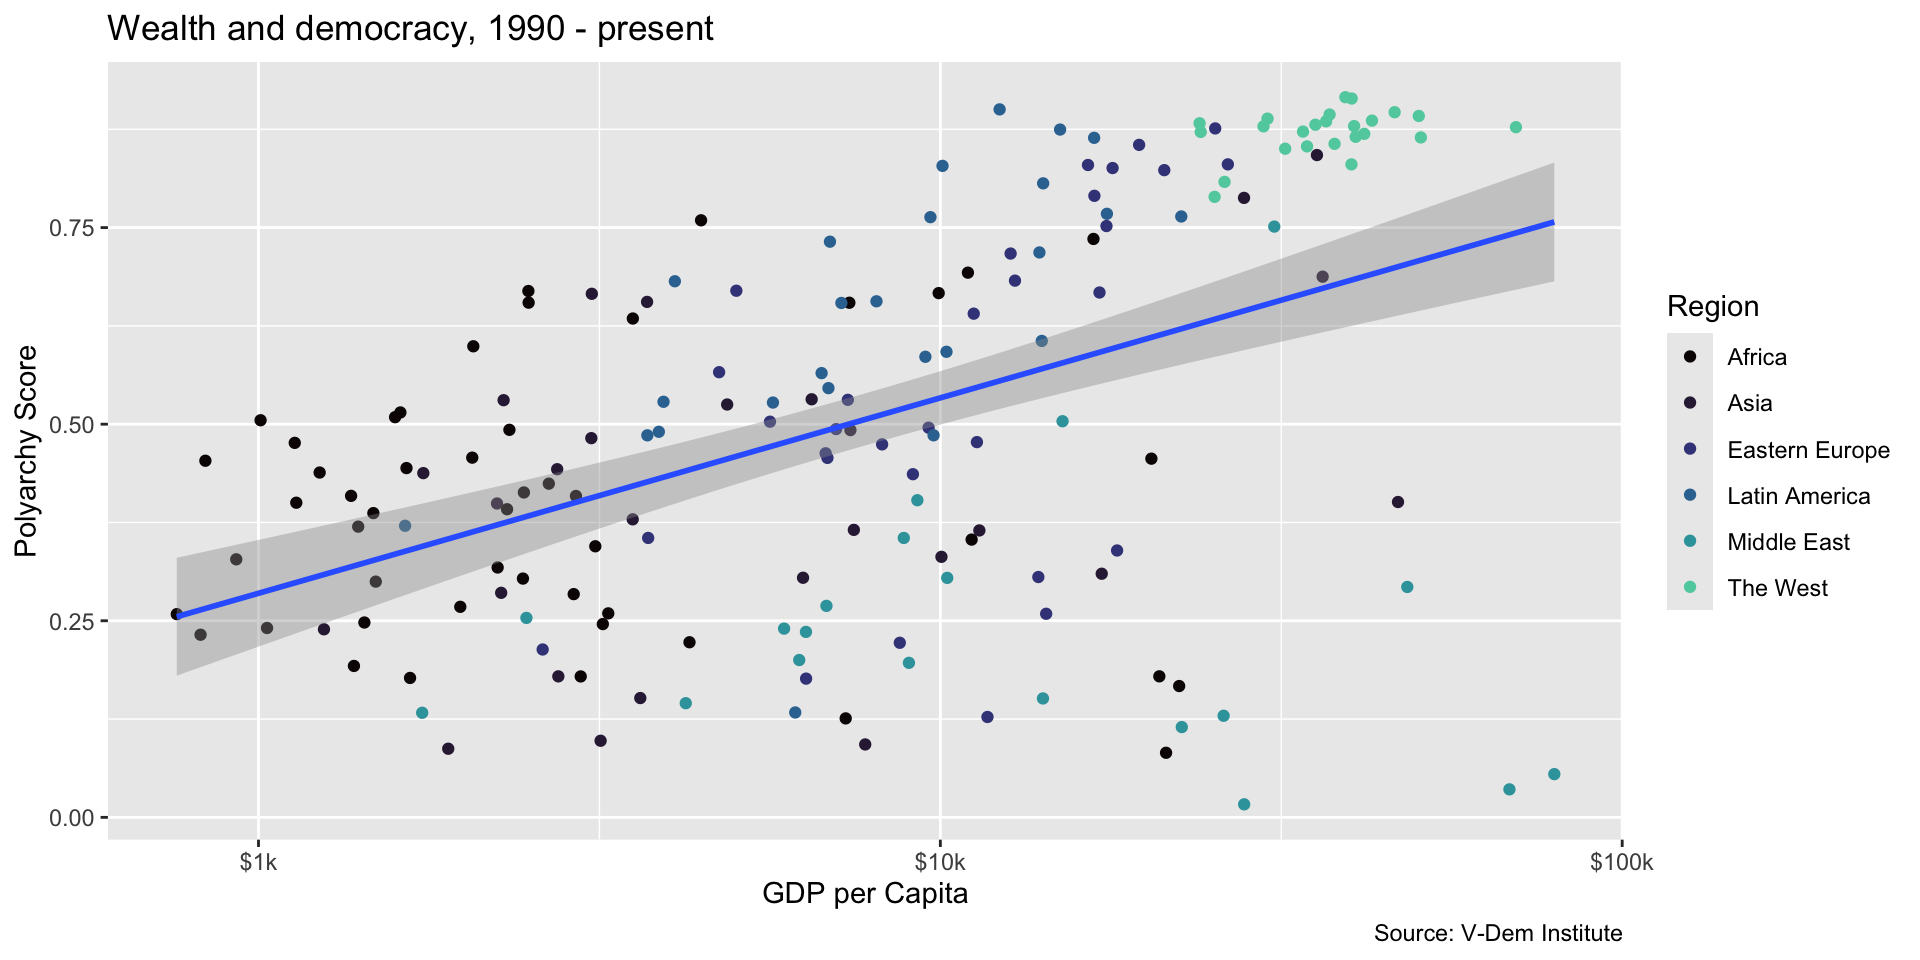 Wealth and democracy, 1990 - present
Polyarchy Score
0.75
0.50
0.25
0.00
$1k
$10k
$100k
GDP per Capita
Region
Africa
Asia
Eastern Europe
Latin America
Middle East
The West
Source: V-Dem Institute